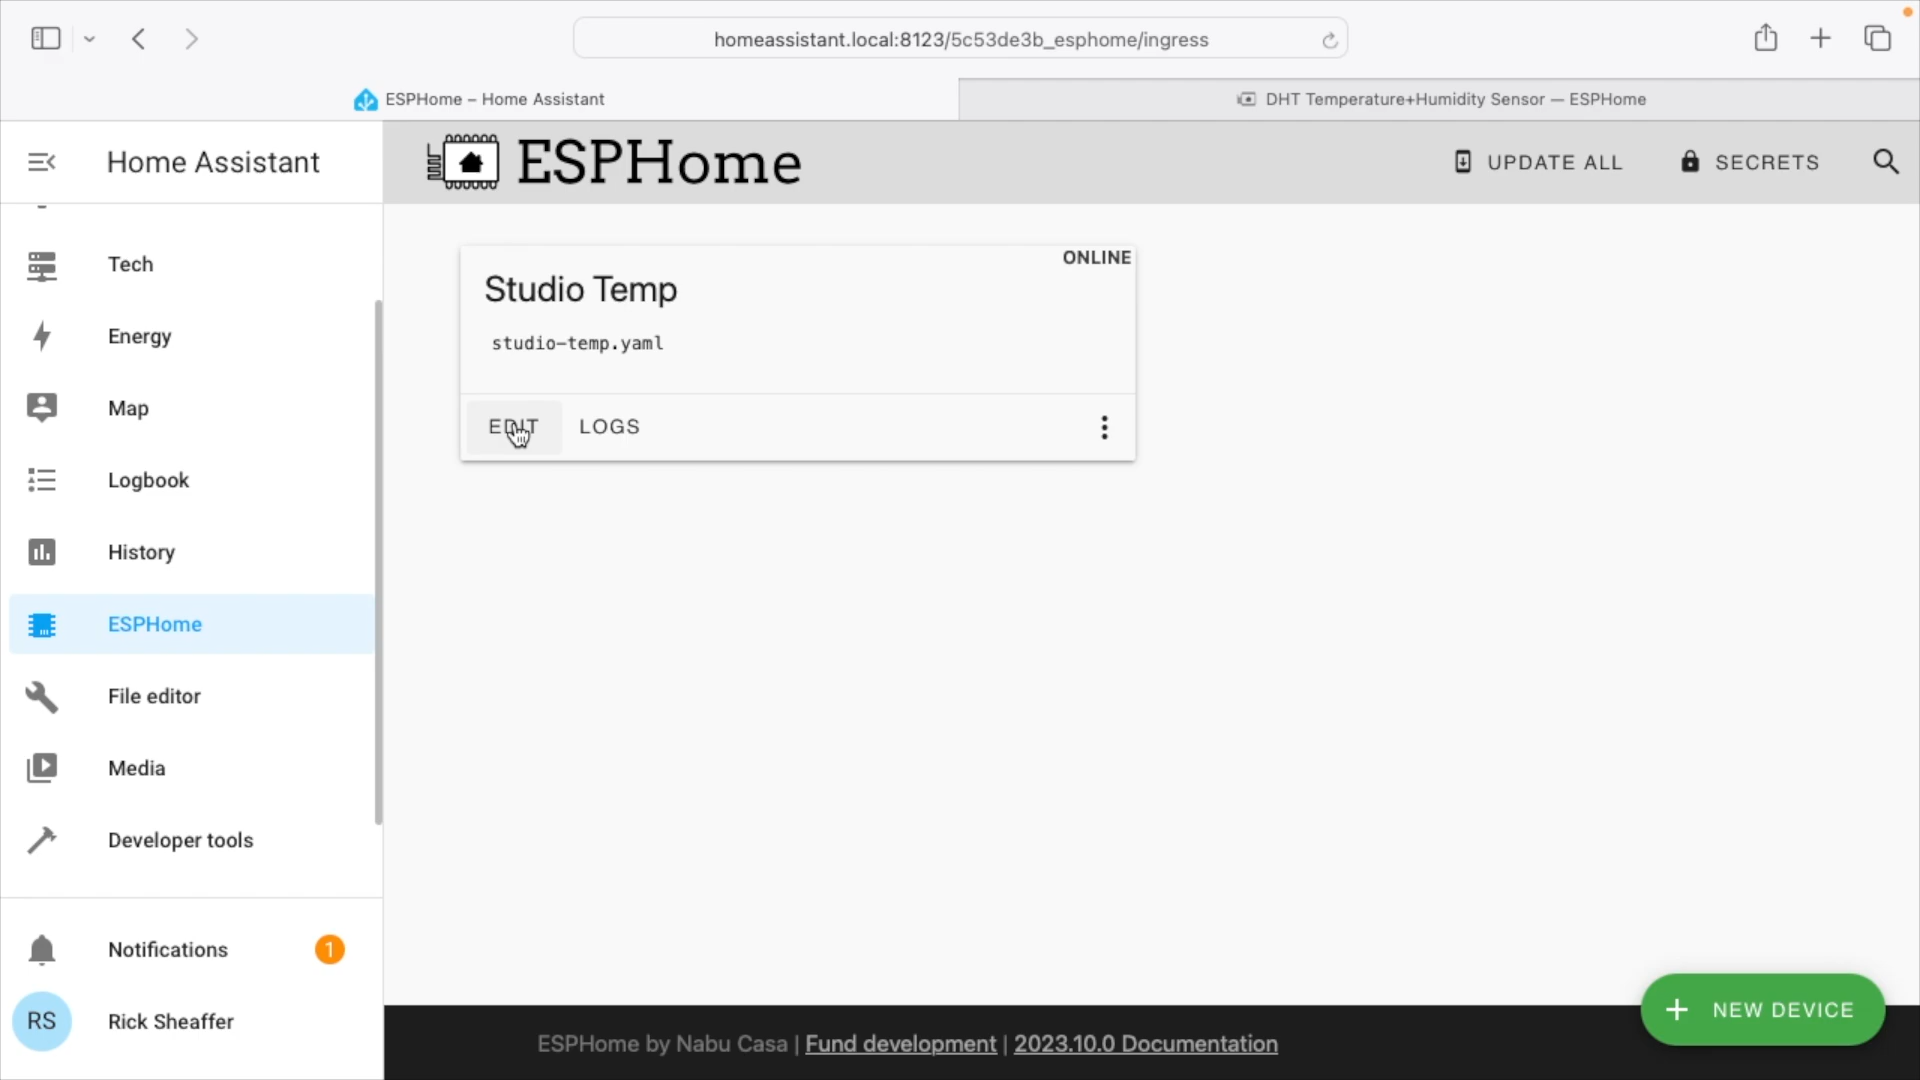 homeassistant.local:8123/5c53de3b_esphome/ingress
ESPHome – Home Assistant
DHT Temperature+Humidity Sensor — ESPHome
Home Assistant
ESPHome
UPDATE ALL
SECRETS
Tech
Energy
Map
Logbook
History
ESPHome
File editor
Media
Developer tools
Notifications
1
RS
Rick Sheaffer
ONLINE
Studio Temp
studio-temp.yaml
EDIT
LOGS
NEW DEVICE
ESPHome by Nabu Casa | Fund development | 2023.10.0 Documentation